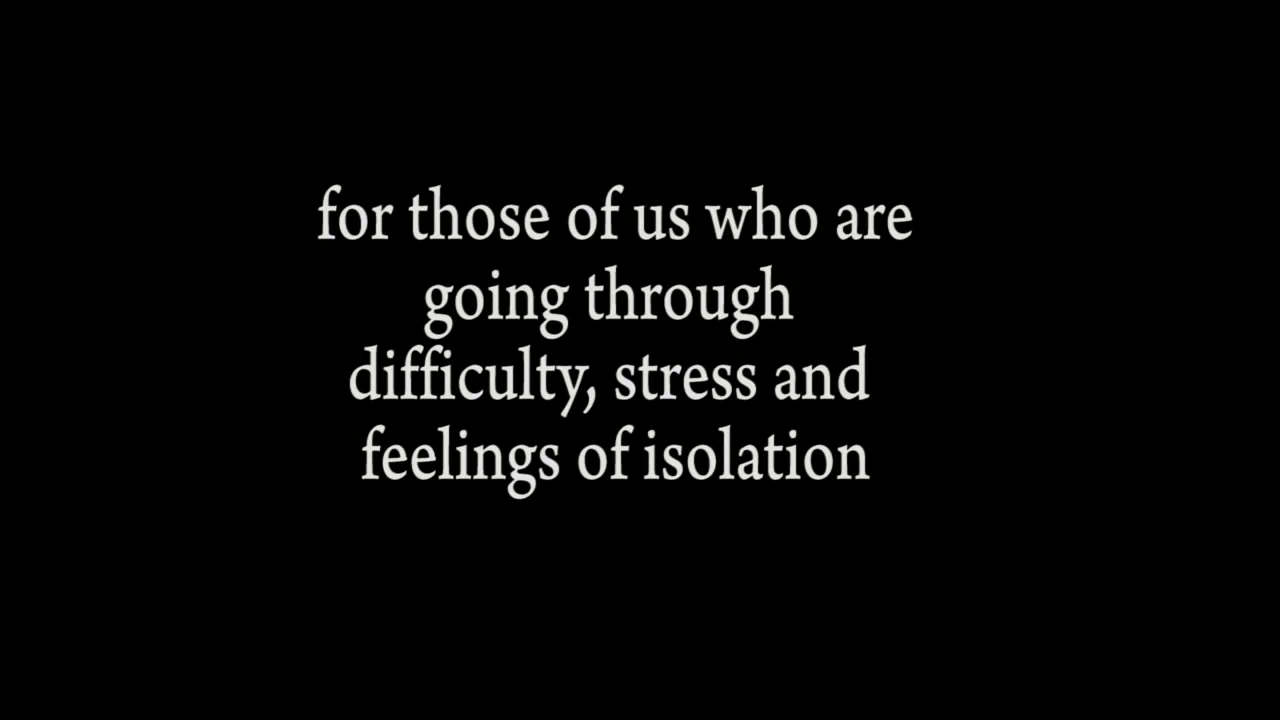 for those of us who are
going through
difficulty, stress and
feelings of isolation